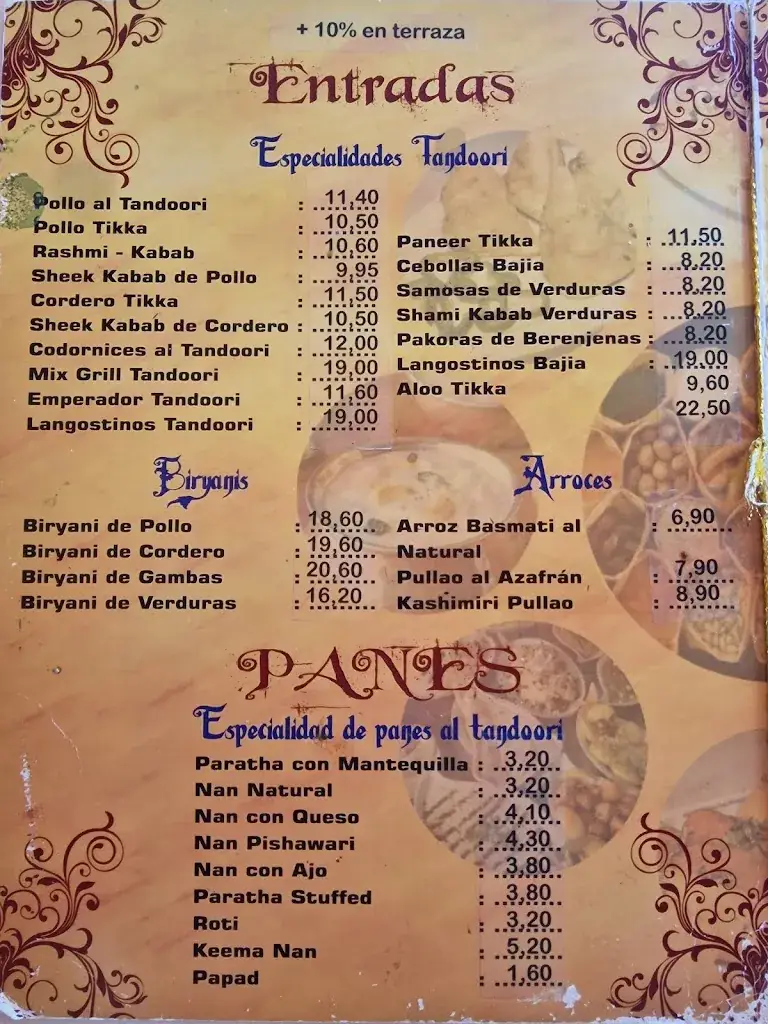 + 10% en terraza
Entradas
Especialidades Tandoori
Pollo al Tandoori : ..11,40
Pollo Tikka : ..10,50
Rashmi - Kabab : ..10,60
Sheek Kabab de Pollo : ...9,95
Cordero Tikka : ..11,50
Sheek Kabab de Cordero : ..10,50
Codornices al Tandoori : ..12,00
Mix Grill Tandoori : ..19,00
Emperador Tandoori : ..11,60
Langostinos Tandoori : ..19,00
Paneer Tikka : ..11,50
Cebollas Bajia : ...8,20
Samosas de Verduras : ...8,20
Shami Kabab Verduras : ...8,20
Pakoras de Berenjenas : ...8,20
Langostinos Bajia : ..19,00
Aloo Tikka 9,60
22,50
Biryanis
Biryani de Pollo : .18,60..
Biryani de Cordero : .19,60..
Biryani de Gambas : .20,60..
Biryani de Verduras : .16,20..
Arroces
Arroz Basmati al : ..6,90..
Natural
Pullao al Azafrán : ..7,90..
Kashimiri Pullao : ..8,90..
PANES
Especialidad de panes al tandoori
Paratha con Mantequilla : ..3,20..
Nan Natural : ..3,20..
Nan con Queso : ..4,10..
Nan Pishawari : ..4,30..
Nan con Ajo : ..3,80..
Paratha Stuffed : ..3,80..
Roti : ..3,20..
Keema Nan : ..5,20..
Papad : ..1,60..